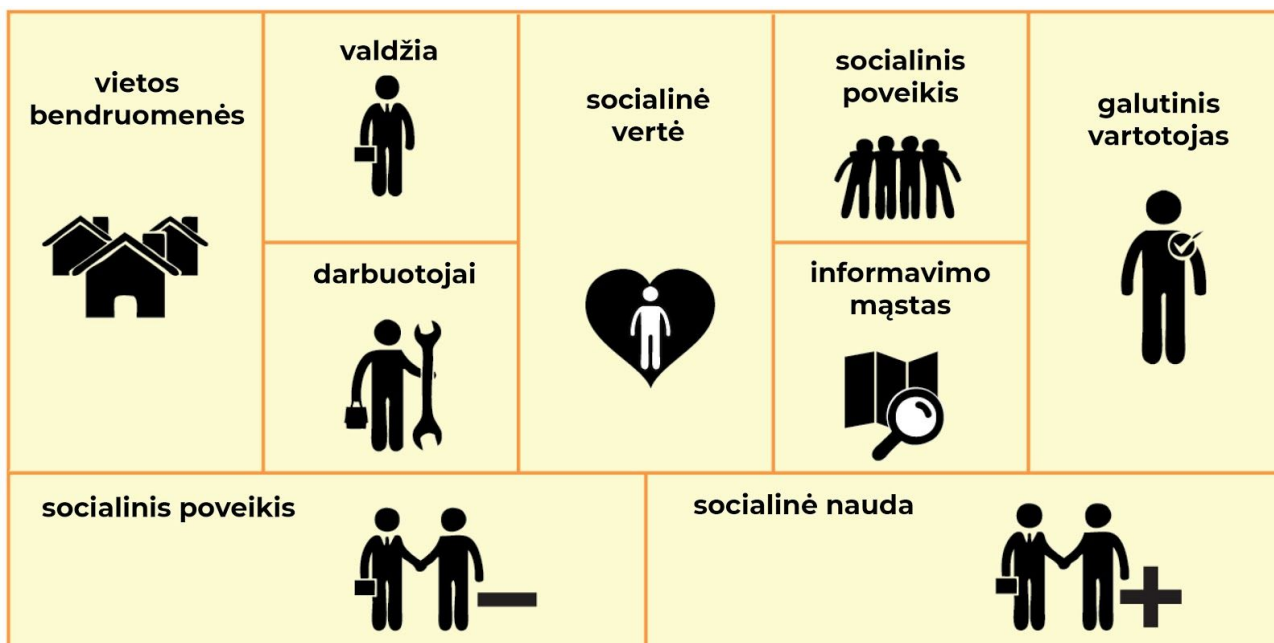 vietos
bendruomenės
valdžia
darbuotojai
socialinė
vertė
socialinis
poveikis
informavimo
mąstas
galutinis
vartotojas
socialinis poveikis
socialinė nauda